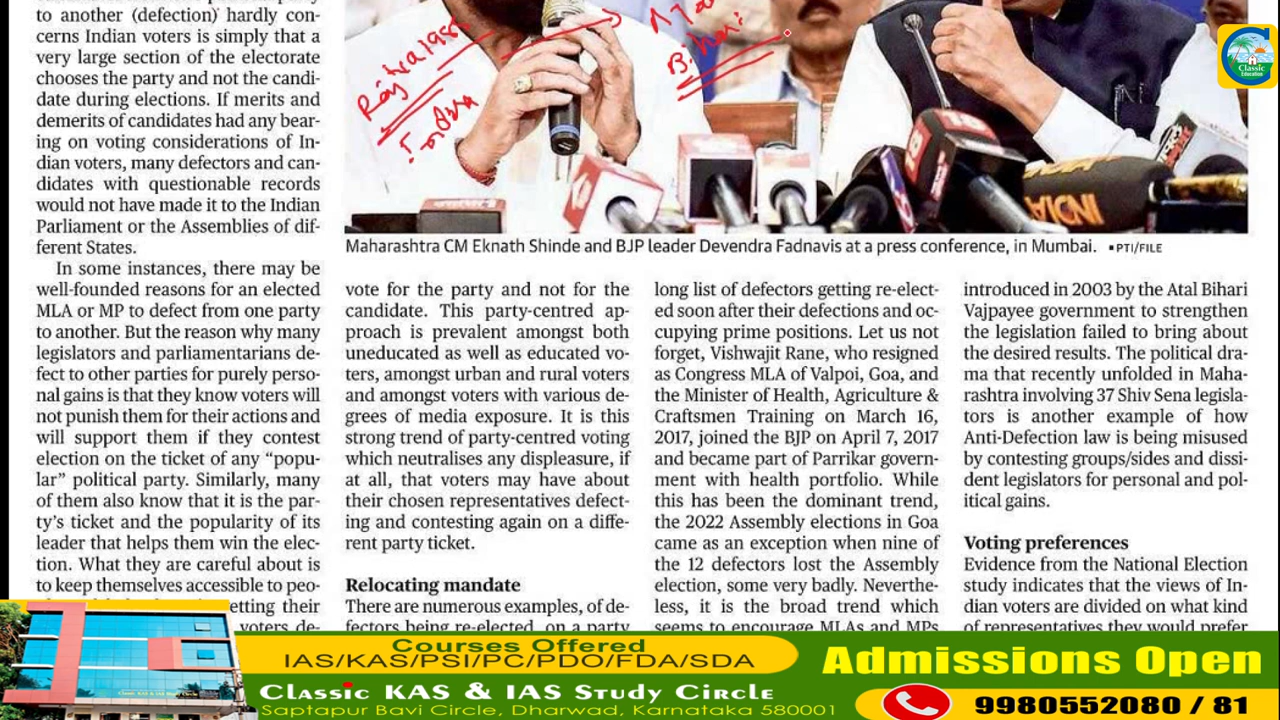 to another (defection) hardly con-
cerns Indian voters is simply that a
very large section of the electorate
chooses the party and not the candi-
date during elections. If merits and
demerits of candidates had any bear-
ing on voting considerations of In-
dian voters, many defectors and can-
didates with questionable records
would not have made it to the Indian
Parliament or the Assemblies of dif-
ferent States.
In some instances, there may be
well-founded reasons for an elected
MLA or MP to defect from one party
to another. But the reason why many
legislators and parliamentarians de-
fect to other parties for purely perso-
nal gains is that they know voters will
not punish them for their actions and
will support them if they contest
election on the ticket of any “popu-
lar” political party. Similarly, many
of them also know that it is the par-
ty’s ticket and the popularity of its
leader that helps them win the elec-
tion. What they are careful about is
to keep themselves accessible to peo-
etting their
voters de-
Bihar
Maharashtra CM Eknath Shinde and BJP leader Devendra Fadnavis at a press conference, in Mumbai. ▪PTI/FILE
vote for the party and not for the
candidate. This party-centred ap-
proach is prevalent amongst both
uneducated as well as educated vo-
ters, amongst urban and rural voters
and amongst voters with various de-
grees of media exposure. It is this
strong trend of party-centred voting
which neutralises any displeasure, if
at all, that voters may have about
their chosen representatives defect-
ing and contesting again on a diffe-
rent party ticket.
Relocating mandate
There are numerous examples, of de-
fectors being re-elected, on a party
long list of defectors getting re-elect-
ed soon after their defections and oc-
cupying prime positions. Let us not
forget, Vishwajit Rane, who resigned
as Congress MLA of Valpoi, Goa, and
the Minister of Health, Agriculture &
Craftsmen Training on March 16,
2017, joined the BJP on April 7, 2017
and became part of Parrikar govern-
ment with health portfolio. While
this has been the dominant trend,
the 2022 Assembly elections in Goa
came as an exception when nine of
the 12 defectors lost the Assembly
election, some very badly. Neverthe-
less, it is the broad trend which
seems to encourage MLAs and MPs
introduced in 2003 by the Atal Bihari
Vajpayee government to strengthen
the legislation failed to bring about
the desired results. The political dra-
ma that recently unfolded in Maha-
rashtra involving 37 Shiv Sena legisla-
tors is another example of how
Anti-Defection law is being misused
by contesting groups/sides and dissi-
dent legislators for personal and pol-
itical gains.
Voting preferences
Evidence from the National Election
study indicates that the views of In-
dian voters are divided on what kind
of representatives they would prefer
Classic
Education
Courses Offered
IAS/KAS/PSI/PC/PDO/FDA/SDA
Classic KAS & IAS Study Circle
Saptapur Bavi Circle, Dharwad, Karnataka 580001
Admissions Open
9980552080 / 81